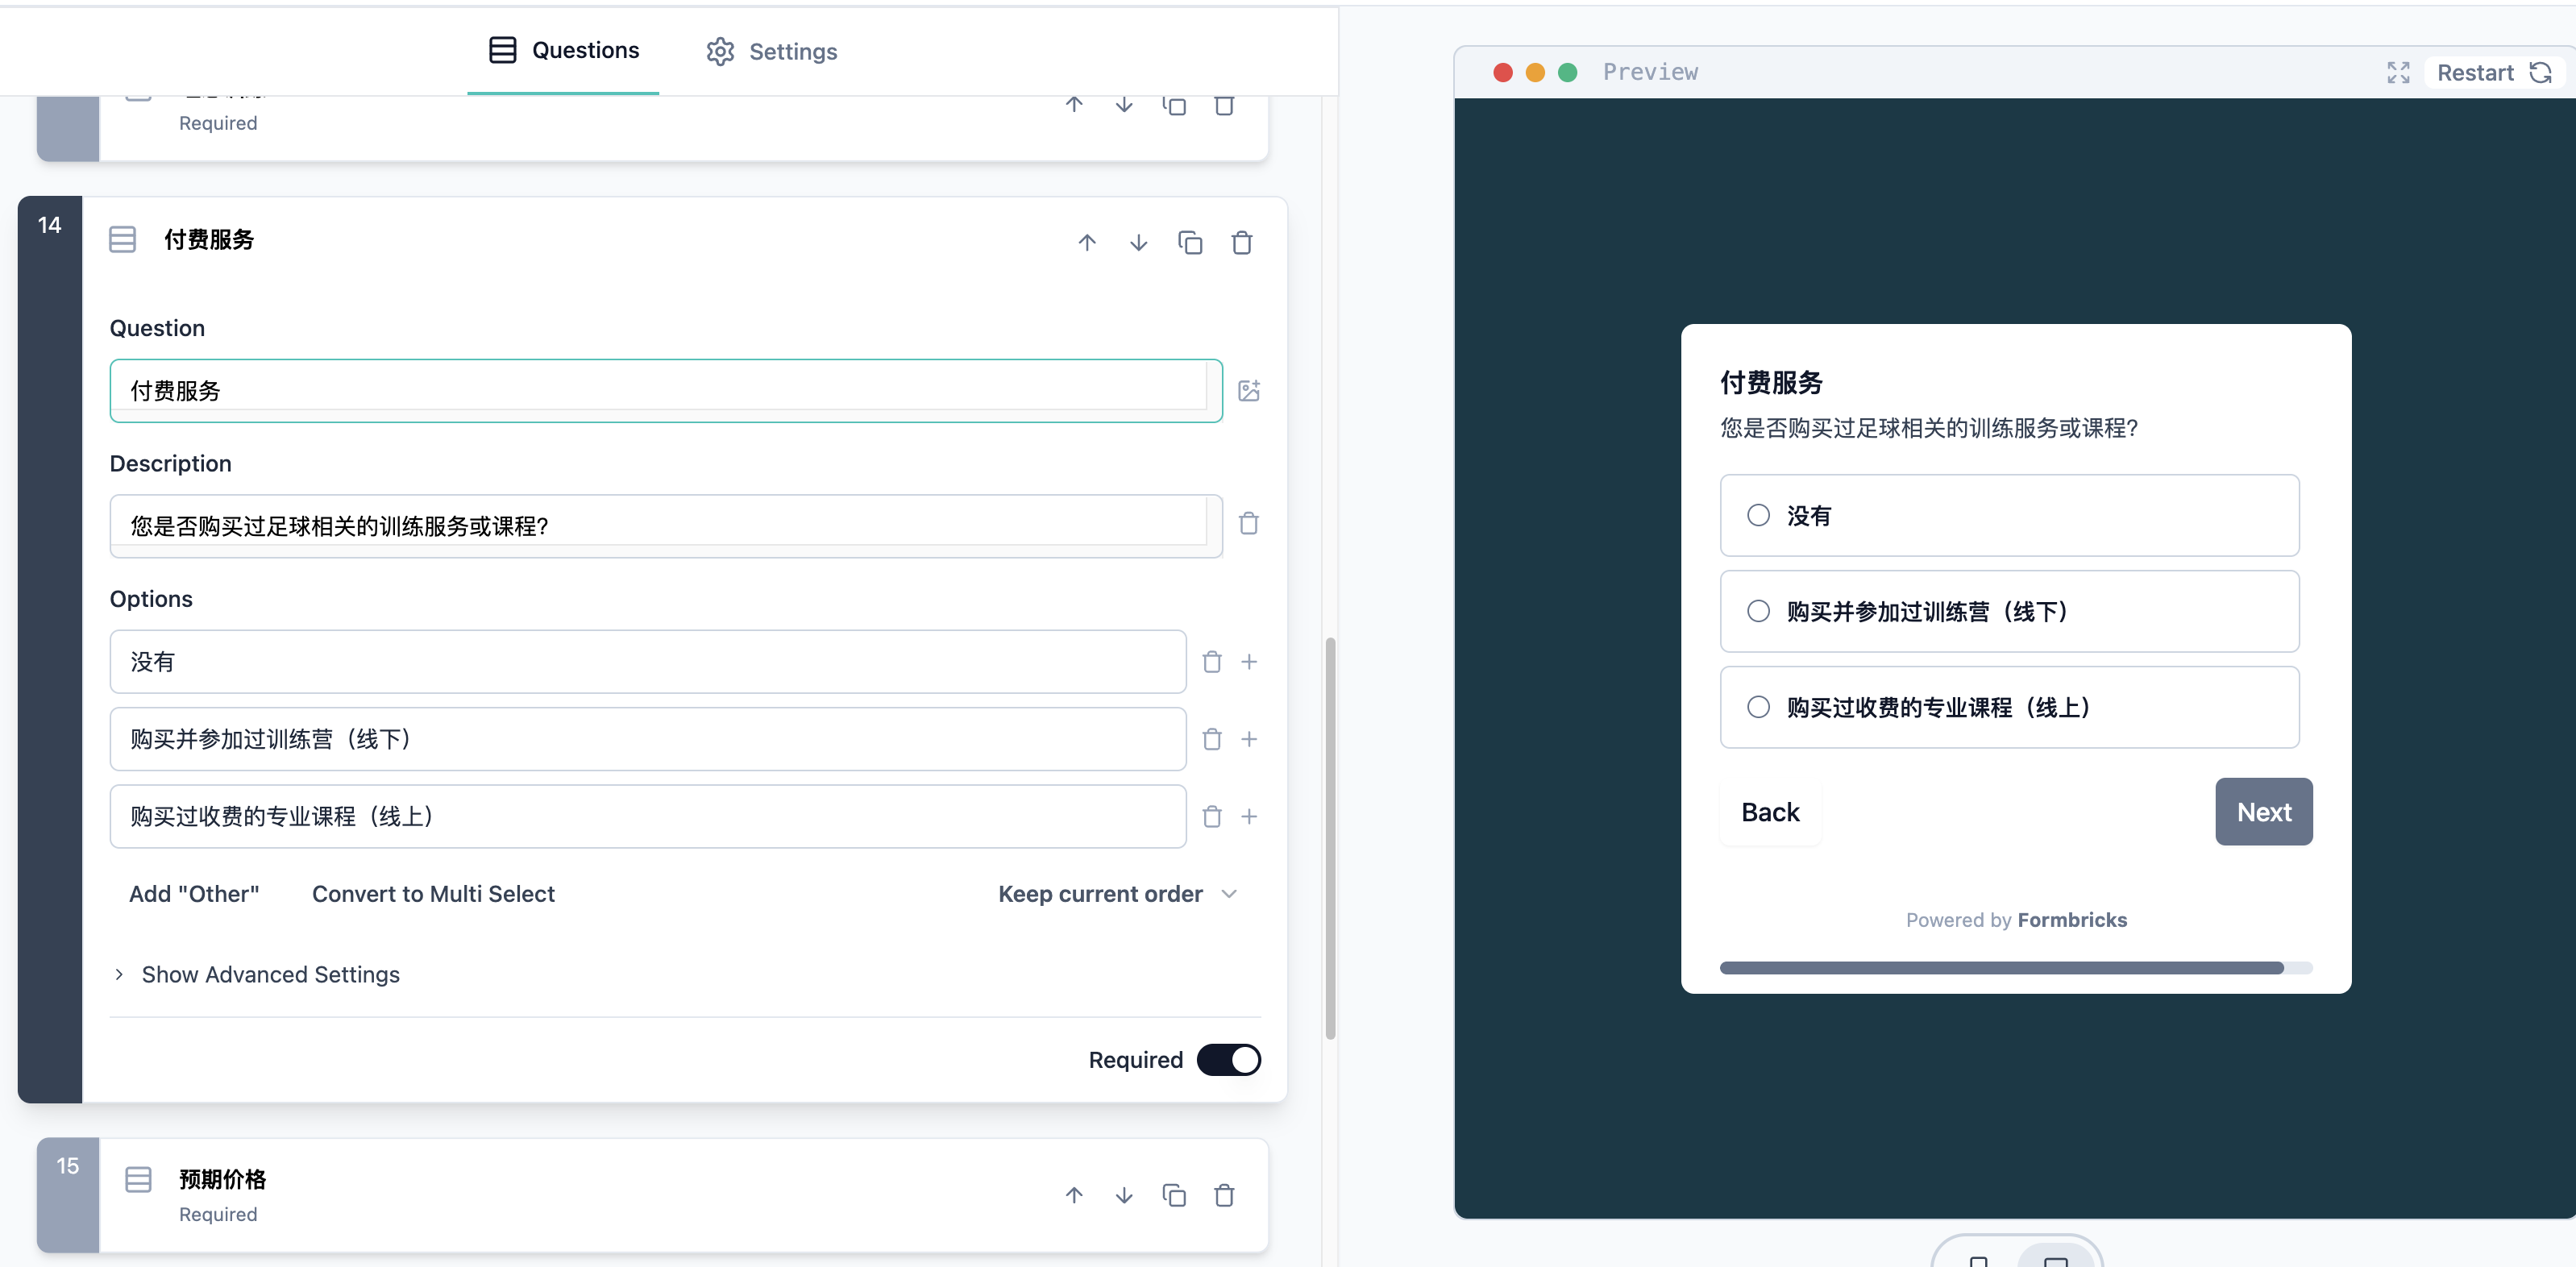 Questions
Settings
Required
14
付费服务
Question
付费服务
Description
您是否购买过足球相关的训练服务或课程?
Options
没有
购买并参加过训练营（线下）
购买过收费的专业课程（线上）
Add "Other"
Convert to Multi Select
Keep current order
Show Advanced Settings
Required
15
预期价格
Required
Preview
Restart
付费服务
您是否购买过足球相关的训练服务或课程?
没有
购买并参加过训练营（线下）
购买过收费的专业课程（线上）
Back
Next
Powered by Formbricks